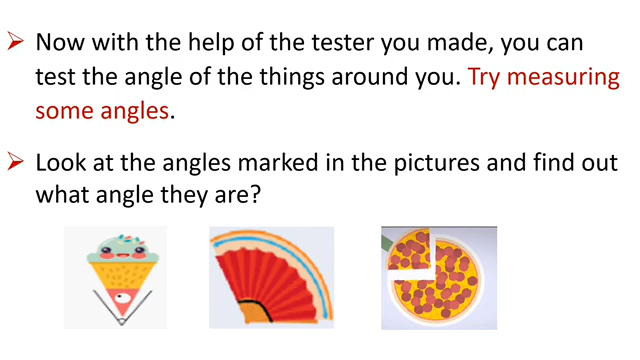 Now with the help of the tester you made, you can
test the angle of the things around you. Try measuring
some angles.
Look at the angles marked in the pictures and find out
what angle they are?